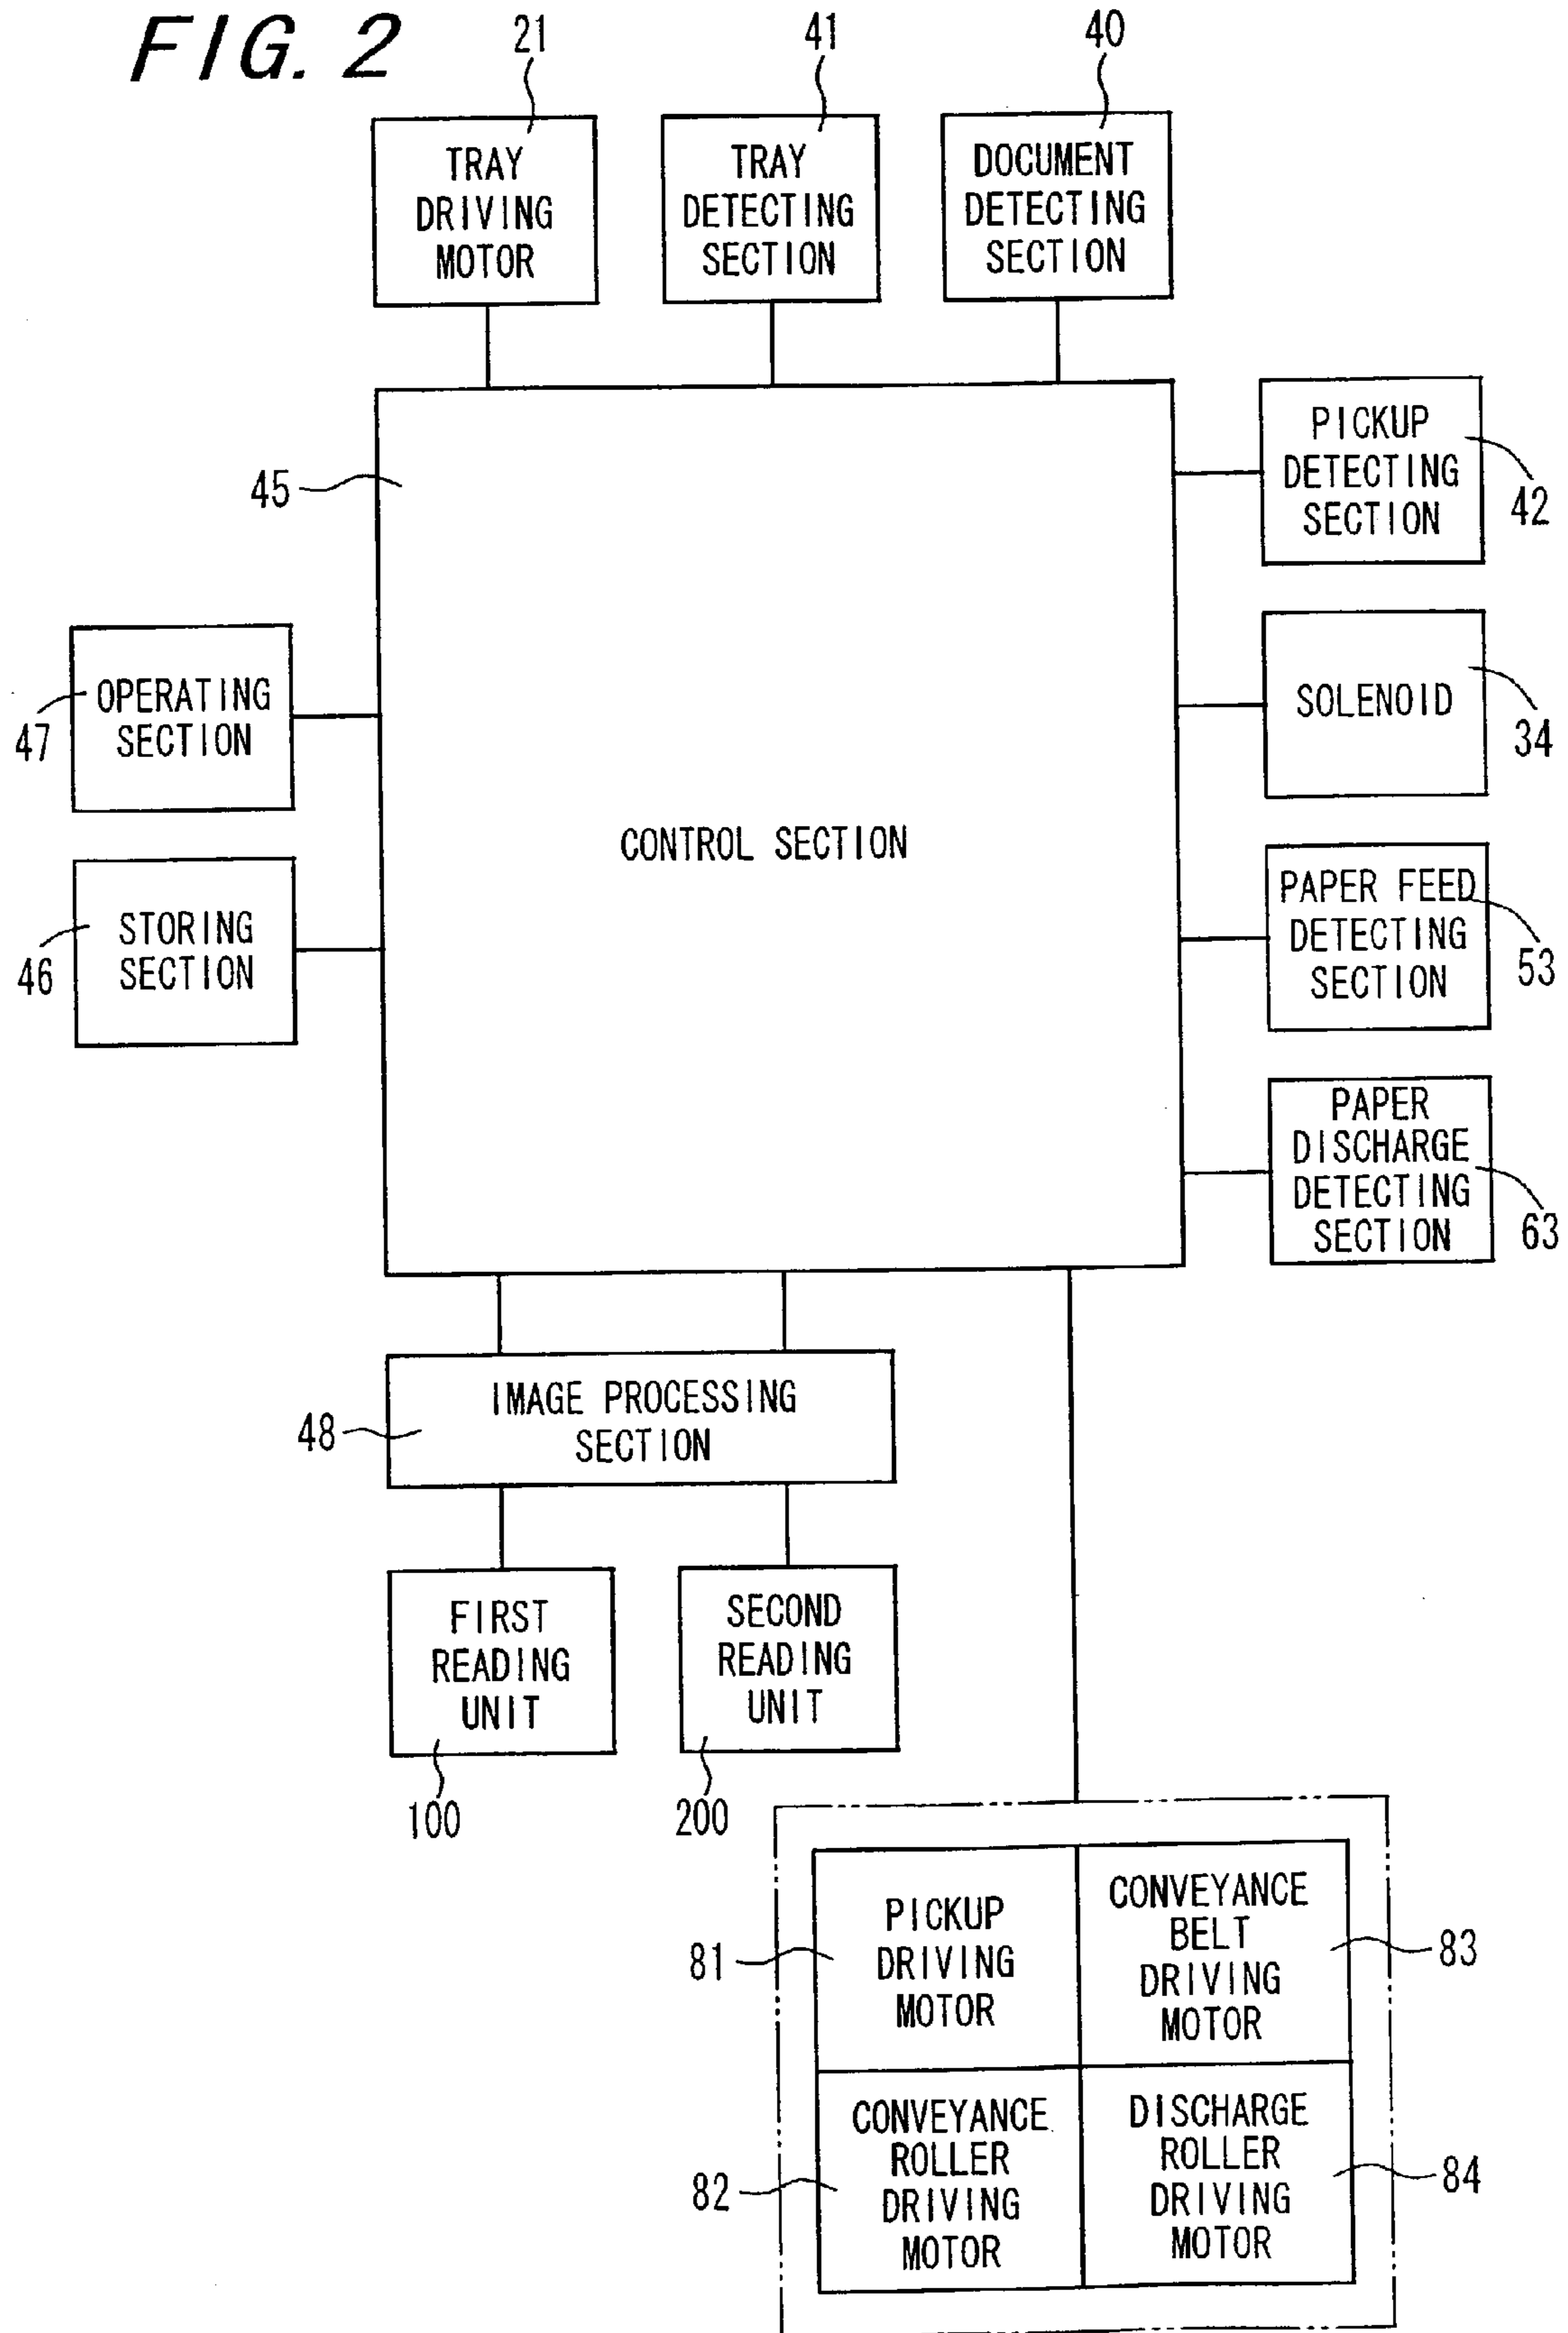 FIG. 2
21
41
40
TRAY
DRIVING
MOTOR
TRAY
DETECTING
SECTION
DOCUMENT
DETECTING
SECTION
45
PICKUP
DETECTING
SECTION
42
47
OPERATING
SECTION
SOLENOID
34
CONTROL SECTION
46
STORING
SECTION
PAPER FEED
DETECTING
SECTION
53
PAPER
DISCHARGE
DETECTING
SECTION
63
48
IMAGE PROCESSING
SECTION
FIRST
READING
UNIT
100
SECOND
READING
UNIT
200
81
PICKUP
DRIVING
MOTOR
CONVEYANCE
BELT
DRIVING
MOTOR
83
82
CONVEYANCE
ROLLER
DRIVING
MOTOR
DISCHARGE
ROLLER
DRIVING
MOTOR
84